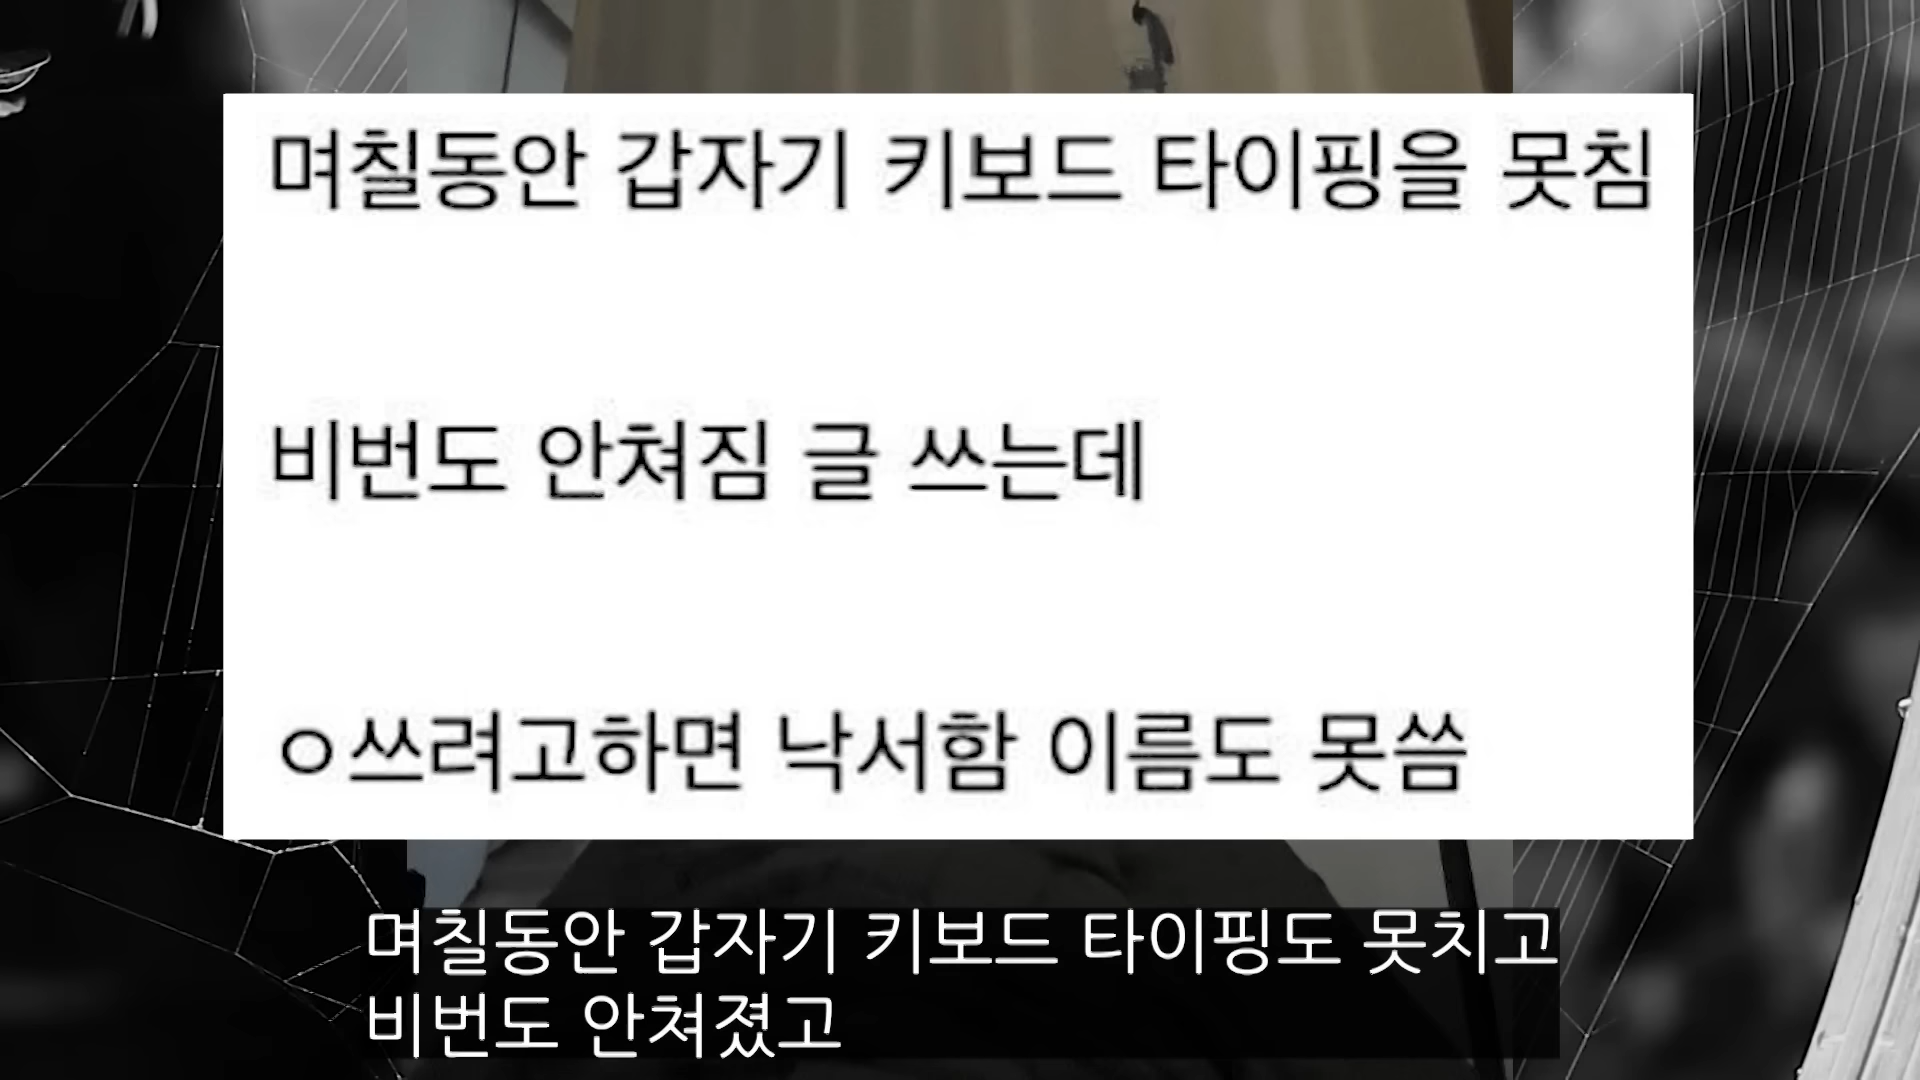 며칠동안 갑자기 키보드 타이핑을 못침
비번도 안쳐짐 글 쓰는데
ㅇ쓰려고하면 낙서함 이름도 못씀
며칠동안 갑자기 키보드 타이핑도 못치고
비번도 안쳐졌고